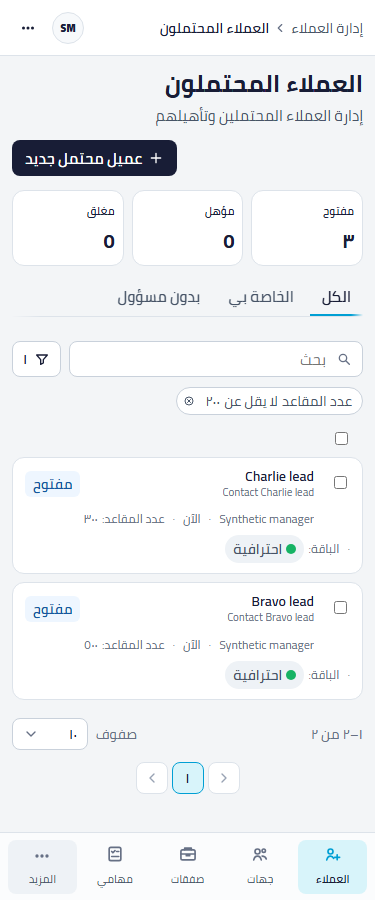 إدارة العملاء > العملاء المحتملون
SM
العملاء المحتملون
إدارة العملاء المحتملين وتأهيلهم
+ عميل محتمل جديد
مفتوح
٣
مؤهل
٠
مغلق
٠
الكل
الخاصة بي
بدون مسؤول
بحث
١
عدد المقاعد لا يقل عن ٢٠٠
Charlie lead
Contact Charlie lead
مفتوح
Synthetic manager · الآن · عدد المقاعد: ٣٠٠
· الباقة: احترافية
Bravo lead
Contact Bravo lead
مفتوح
Synthetic manager · الآن · عدد المقاعد: ٥٠٠
· الباقة: احترافية
١–٢ من ٢
صفوف
١٠
١
العملاء
جهات
صفقات
مهامي
المزيد